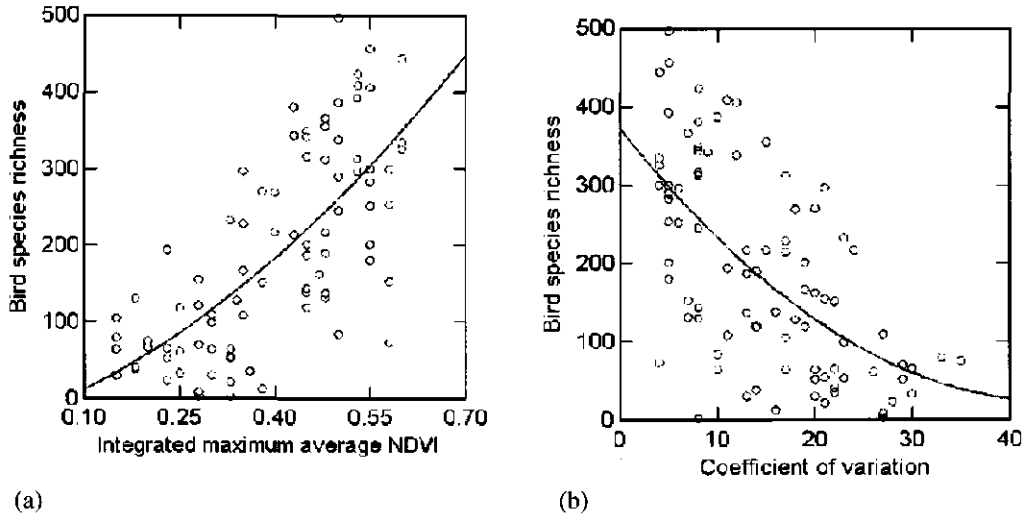 500
400
300
200
100
0
Bird species richness
0.10 0.25 0.40 0.55 0.70
Integrated maximum average NDVI
(a)
500
400
300
200
100
0
Bird species richness
0 10 20 30 40
Coefficient of variation
(b)